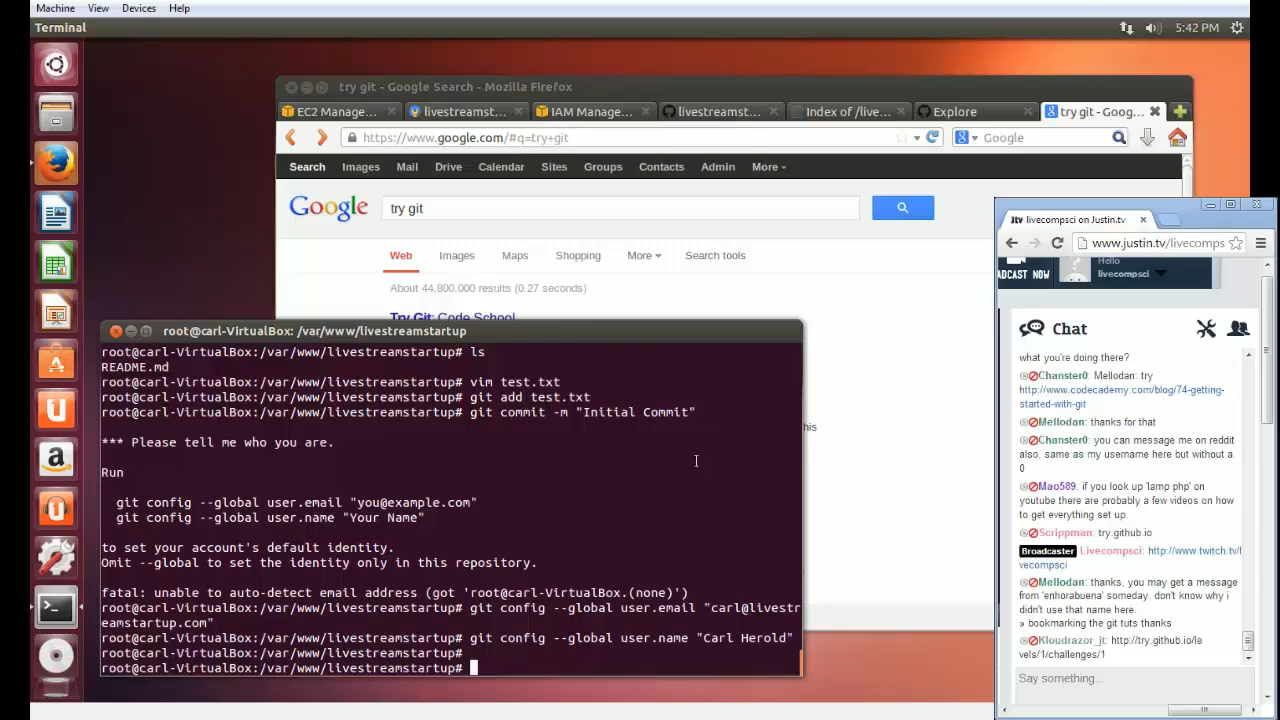 Machine View Devices Help
Terminal
5:42 PM
try git - Google Search - Mozilla Firefox
EC2 Manage...
livestreamst...
IAM Manage...
livestreamst...
Index of /live...
Explore
try git - Goog...
https://www.google.com/#q=try+git
Google
Search Images Mail Drive Calendar Sites Groups Contacts Admin More
Google
try git
Web Images Maps Shopping More Search tools
About 44,800,000 results (0.27 seconds)
Try Git: Code School
root@carl-VirtualBox: /var/www/livestreamstartup
root@carl-VirtualBox:/var/www/livestreamstartup# ls
README.md
root@carl-VirtualBox:/var/www/livestreamstartup# vim test.txt
root@carl-VirtualBox:/var/www/livestreamstartup# git add test.txt
root@carl-VirtualBox:/var/www/livestreamstartup# git commit -m "Initial Commit"
*** Please tell me who you are.
Run
git config --global user.email "you@example.com"
git config --global user.name "Your Name"
to set your account's default identity.
Omit --global to set the identity only in this repository.
fatal: unable to auto-detect email address (got 'root@carl-VirtualBox.(none)')
root@carl-VirtualBox:/var/www/livestreamstartup# git config --global user.email "carl@livestr
eamstartup.com"
root@carl-VirtualBox:/var/www/livestreamstartup# git config --global user.name "Carl Herold"
root@carl-VirtualBox:/var/www/livestreamstartup#
root@carl-VirtualBox:/var/www/livestreamstartup#
this
livecompsci on Justin.tv
www.justin.tv/livecomps
ADCAST NOW
Hello
livecompsci
Chat
what you're doing there?
Chanster0: Mellodan: try
http://www.codecademy.com/blog/74-getting-
started-with-git
Mellodan: thanks for that
Chanster0: you can message me on reddit
also, same as my username here but without a
0
Mao589: if you look up 'lamp php' on
youtube there are probably a few videos on how
to get everything set up.
Scrippman: try.github.io
Broadcaster Livecompsci: http://www.twitch.tv/l
vecompsci
Mellodan: thanks, you may get a message
from 'enhorabuena' someday. don't know why i
didn't use that name here.
» bookmarking the git tuts thanks
Kloudrazor_jt: http://try.github.io/le
vels/1/challenges/1
Say something...